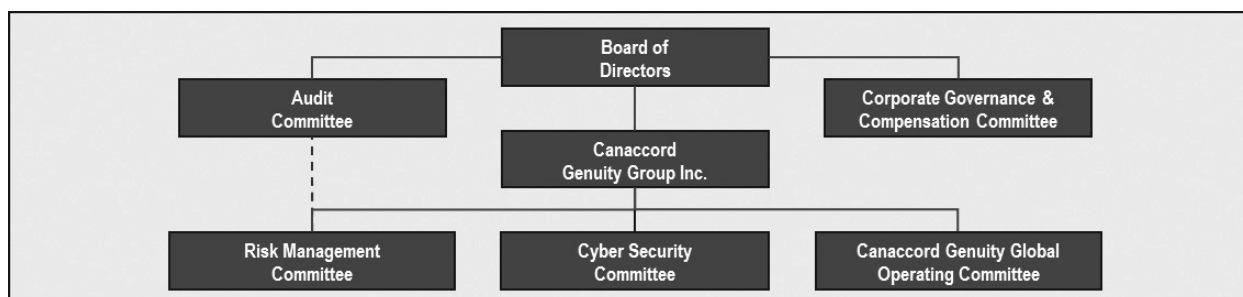 Board of
Directors
Audit
Committee
Corporate Governance &
Compensation Committee
Canaccord
Genuity Group Inc.
Risk Management
Committee
Cyber Security
Committee
Canaccord Genuity Global
Operating Committee